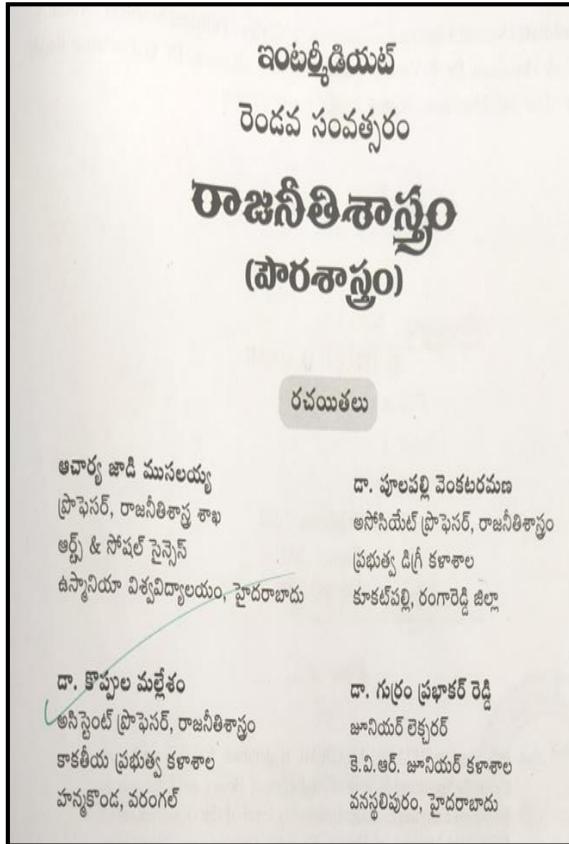 ఇంటర్మీడియట్
రెండవ సంవత్సరం
రాజనీతిశాస్త్రం
(పౌరశాస్త్రం)
రచయితలు
ఆచార్య జాడి ముసలయ్య
ప్రొఫెసర్, రాజనీతిశాస్త్ర శాఖ
ఆర్ట్స్ & సోషల్ సైన్సెస్
ఉస్మానియా విశ్వవిద్యాలయం, హైదరాబాదు
డా. పూలపల్లి వెంకటరమణ
అసోసియేట్ ప్రొఫెసర్, రాజనీతిశాస్త్రం
ప్రభుత్వ డిగ్రీ కళాశాల
కూకట్‌పల్లి, రంగారెడ్డి జిల్లా
డా. కొప్పుల మల్లేశం
అసిస్టెంట్ ప్రొఫెసర్, రాజనీతిశాస్త్రం
కాకతీయ ప్రభుత్వ కళాశాల
హన్మకొండ, వరంగల్
డా. గుర్రం ప్రభాకర్ రెడ్డి
జూనియర్ లెక్చరర్
కె.వి.ఆర్. జూనియర్ కళాశాల
వనస్థలిపురం, హైదరాబాదు